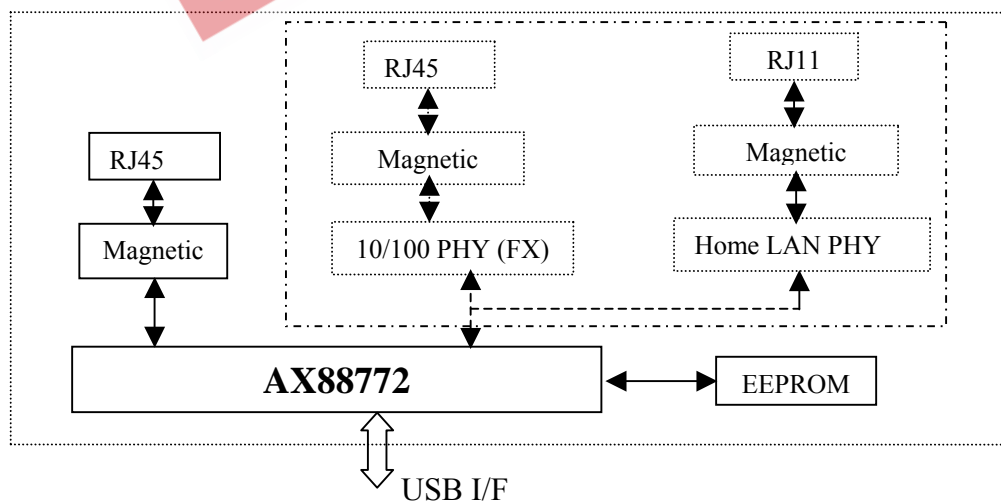 RJ45
RJ11
Magnetic
Magnetic
RJ45
Magnetic
10/100 PHY (FX)
Home LAN PHY
AX88772
EEPROM
USB I/F